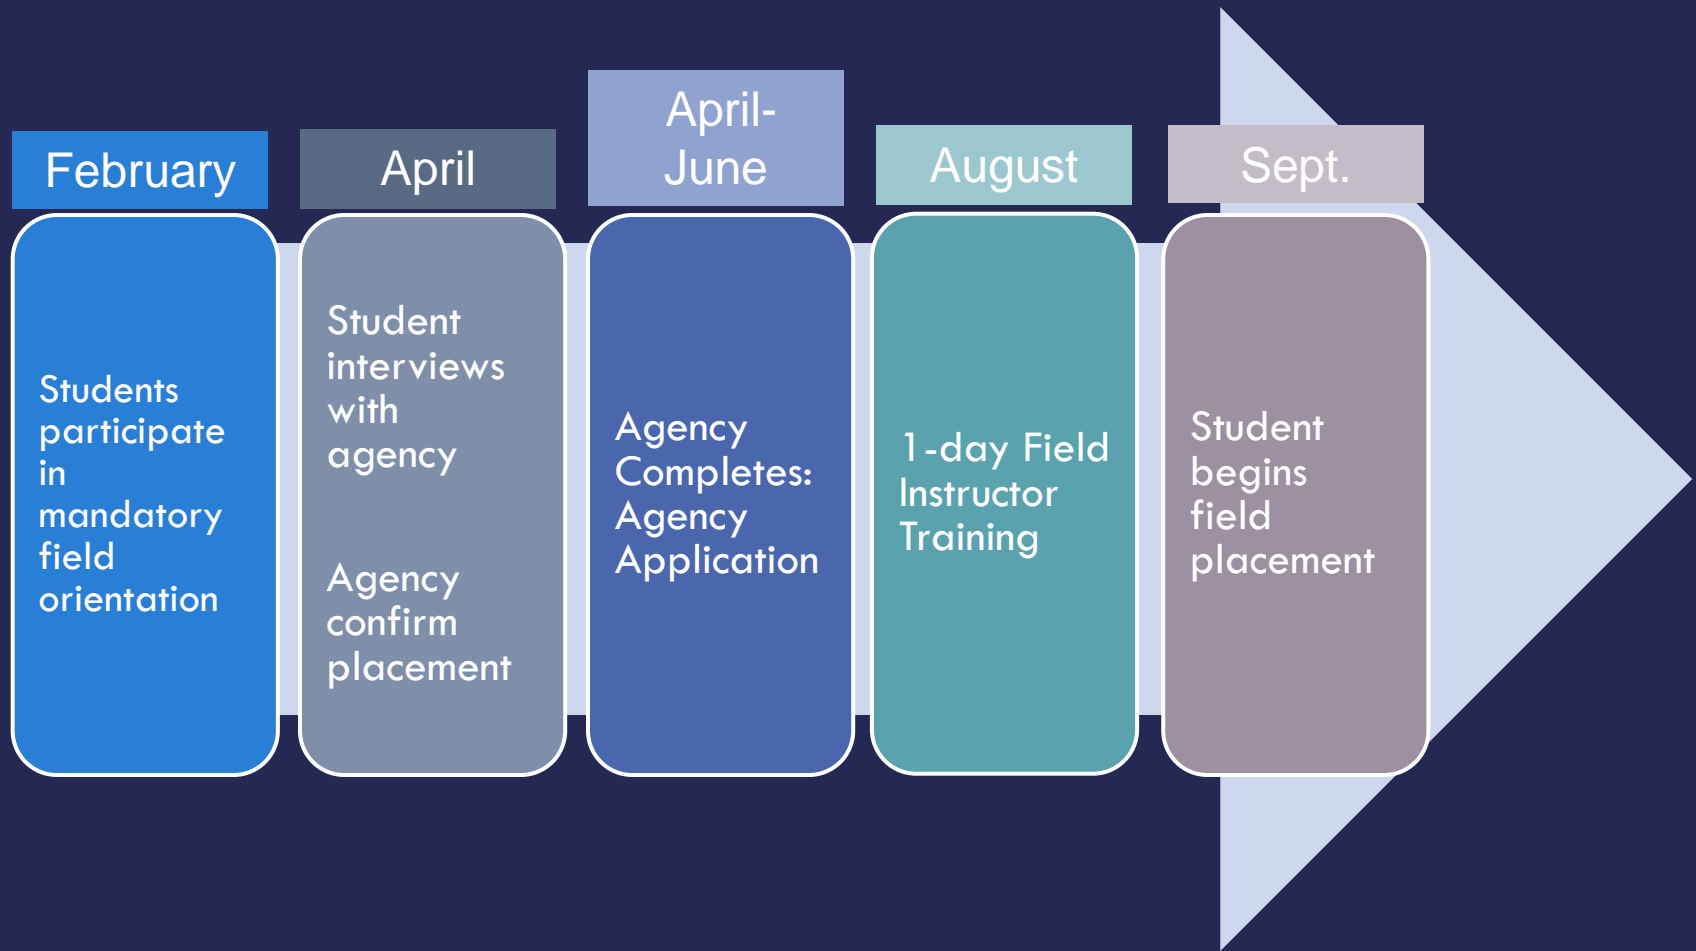 February
Students
participate
in
mandatory
field
orientation
April
Student
interviews
with
agency
Agency
confirm
placement
April-
June
Agency
Completes:
Agency
Application
August
1-day Field
Instructor
Training
Sept.
Student
begins
field
placement